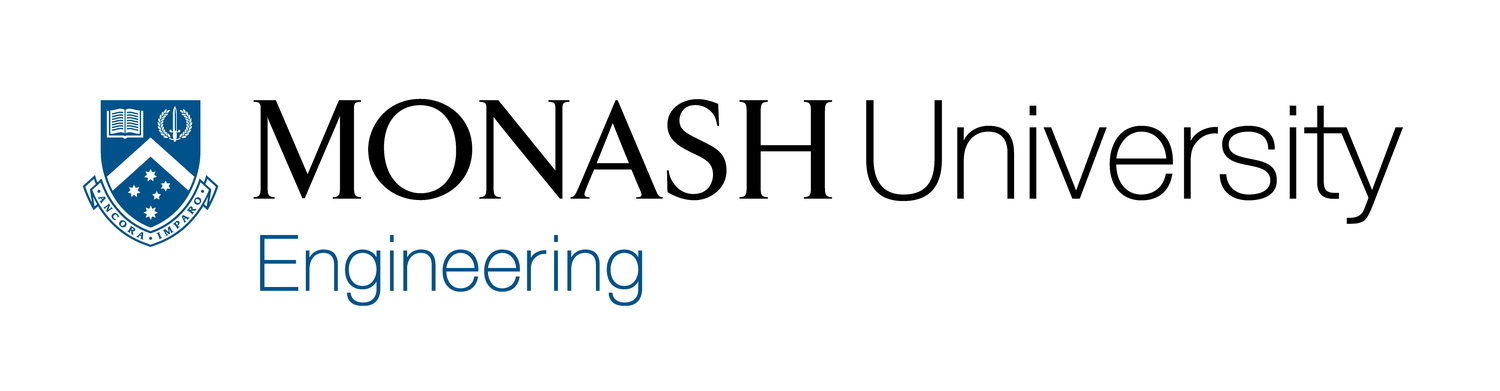 MONASH University
Engineering
ANCORA · IMPARO